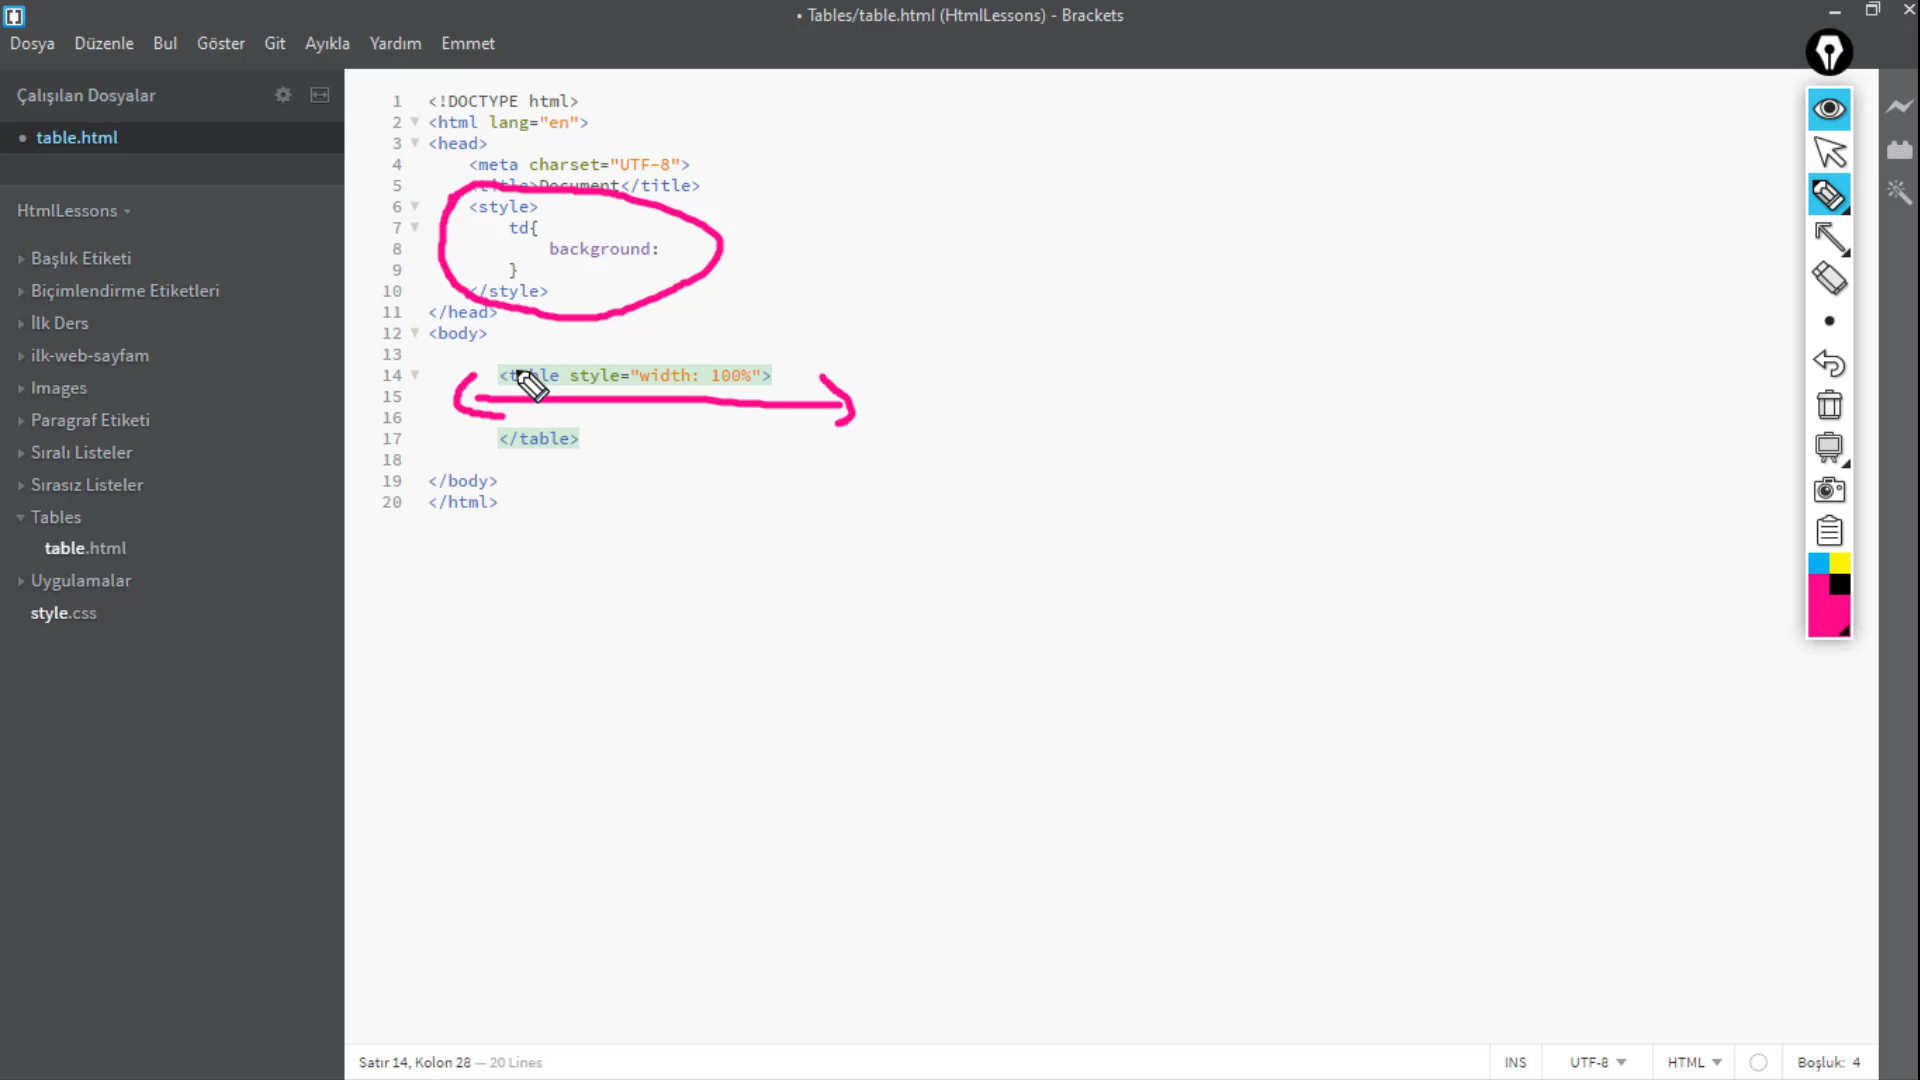 • Tables/table.html (HtmlLessons) - Brackets
Dosya Düzenle Bul Göster Git Ayıkla Yardım Emmet
Çalışılan Dosyalar
• table.html
HtmlLessons
Başlık Etiketi
Biçimlendirme Etiketleri
İlk Ders
ilk-web-sayfam
Images
Paragraf Etiketi
Sıralı Listeler
Sırasız Listeler
Tables
table.html
Uygulamalar
style.css
1 <!DOCTYPE html>
2 <html lang="en">
3 <head>
4 <meta charset="UTF-8">
5 <title>Document</title>
6 <style>
7 td{
8 background:
9 }
10 </style>
11 </head>
12 <body>
13
14 <table style="width: 100%">
15
16
17 </table>
18
19 </body>
20 </html>
Satır 14, Kolon 28 — 20 Lines
INS UTF-8 HTML Boşluk: 4